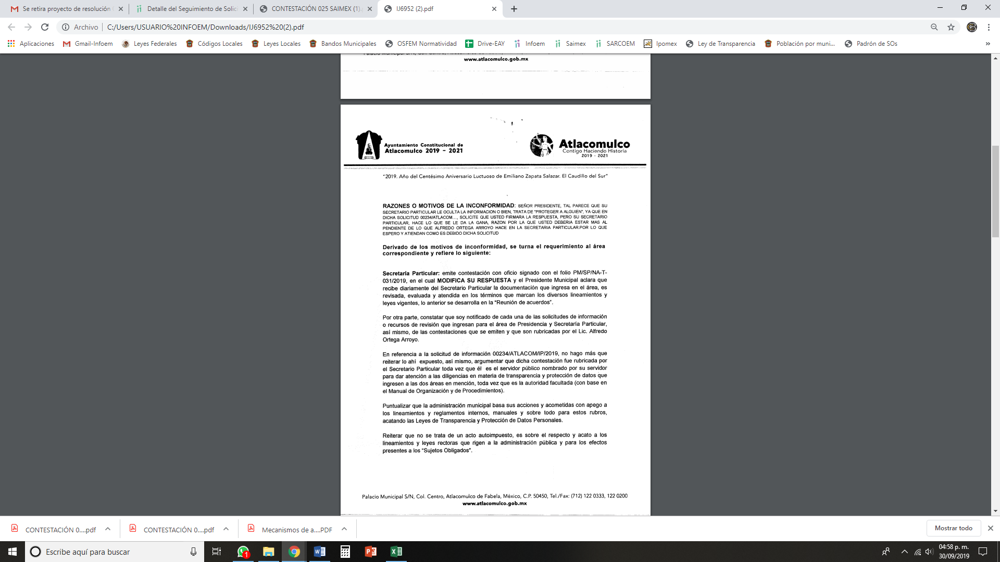 Se retira proyecto de resolución
Detalle del Seguimiento de Solici
CONTESTACIÓN 025 SAIMEX (1).
IJ6952 (2).pdf
Archivo
C:/Users/USUARIO%20INFOEM/Downloads/IJ6952%20(2).pdf
Aplicaciones
Gmail-Infoem
Leyes Federales
Códigos Locales
Leyes Locales
Bandos Municipales
OSFEM Normatividad
Drive-EAY
Infoem
Saimex
SARCOEM
Ipomex
Ley de Transparencia
Población por muni...
Padrón de SOs
»
www.atlacomulco.gob.mx
Ayuntamiento Constitucional de
Atlacomulco 2019 - 2021
Atlacomulco
Contigo Haciendo Historia
2019 - 2021
"2019. Año del Centésimo Aniversario Luctuoso de Emiliano Zapata Salazar. El Caudillo del Sur"
RAZONES O MOTIVOS DE LA INCONFORMIDAD: SEÑOR PRESIDENTE, TAL PARECE QUE SU
SECRETARIO PARTICULAR LE OCULTA LA INFORMACION O BIEN, TRATA DE "PROTEGER A ALGUIEN", YA QUE EN
DICHA SOLICITUD 00234/ATLACOM...., SOLICITE QUE USTED FIRMARA LA RESPUESTA, PERO SU SECRETARIO
PARTICULAR, HACE LO QUE SE LE DA LA GANA, RAZON POR LA QUE USTED DEBERIA ESTAR MAS AL
PENDIENTE DE LO QUE ALFREDO ORTEGA ARROYO HACE EN LA SECRETARIA PARTICULAR.POR LO QUE
ESPERO Y ATIENDAN COMO ES DEBIDO DICHA SOLICITUD
Derivado de los motivos de inconformidad, se turna el requerimiento al área
correspondiente y refiere lo siguiente:
Secretaría Particular: emite contestación con oficio signado con el folio PM/SP/NA-T-
031/2019, en el cual MODIFICA SU RESPUESTA y el Presidente Municipal aclara que
recibe diariamente del Secretario Particular la documentación que ingresa en el área, es
revisada, evaluada y atendida en los términos que marcan los diversos lineamientos y
leyes vigentes, lo anterior se desarrolla en la "Reunión de acuerdos".
Por otra parte, constatar que soy notificado de cada una de las solicitudes de información
o recursos de revisión que ingresan para el área de Presidencia y Secretaría Particular,
así mismo, de las contestaciones que se emiten y que son rubricadas por el Lic. Alfredo
Ortega Arroyo.
En referencia a la solicitud de información 00234/ATLACOM/IP/2019, no hago más que
reiterar lo ahí expuesto, así mismo, argumentar que dicha contestación fue rubricada por
el Secretario Particular toda vez que él es el servidor público nombrado por su servidor
para dar atención a las diligencias en materia de transparencia y protección de datos que
ingresen a las dos áreas en mención, toda vez que es la autoridad facultada (con base en
el Manual de Organización y de Procedimientos).
Puntualizar que la administración municipal basa sus acciones y acometidas con apego a
los lineamientos y reglamentos internos, manuales y sobre todo para estos rubros,
acatando las Leyes de Transparencia y Protección de Datos Personales.
Reiterar que no se trata de un acto autoimpuesto, es sobre el respecto y acato a los
lineamientos y leyes rectoras que rigen a la administración pública y para los efectos
presentes a los "Sujetos Obligados".
Palacio Municipal S/N, Col. Centro, Atlacomulco de Fabela, México, C.P. 50450, Tel./Fax: (712) 122 0333, 122 0200
www.atlacomulco.gob.mx
CONTESTACIÓN 0....pdf
CONTESTACIÓN 0....pdf
Mecanismos de a....PDF
Mostrar todo
Escribe aquí para buscar
1
04:58 p. m.
30/09/2019